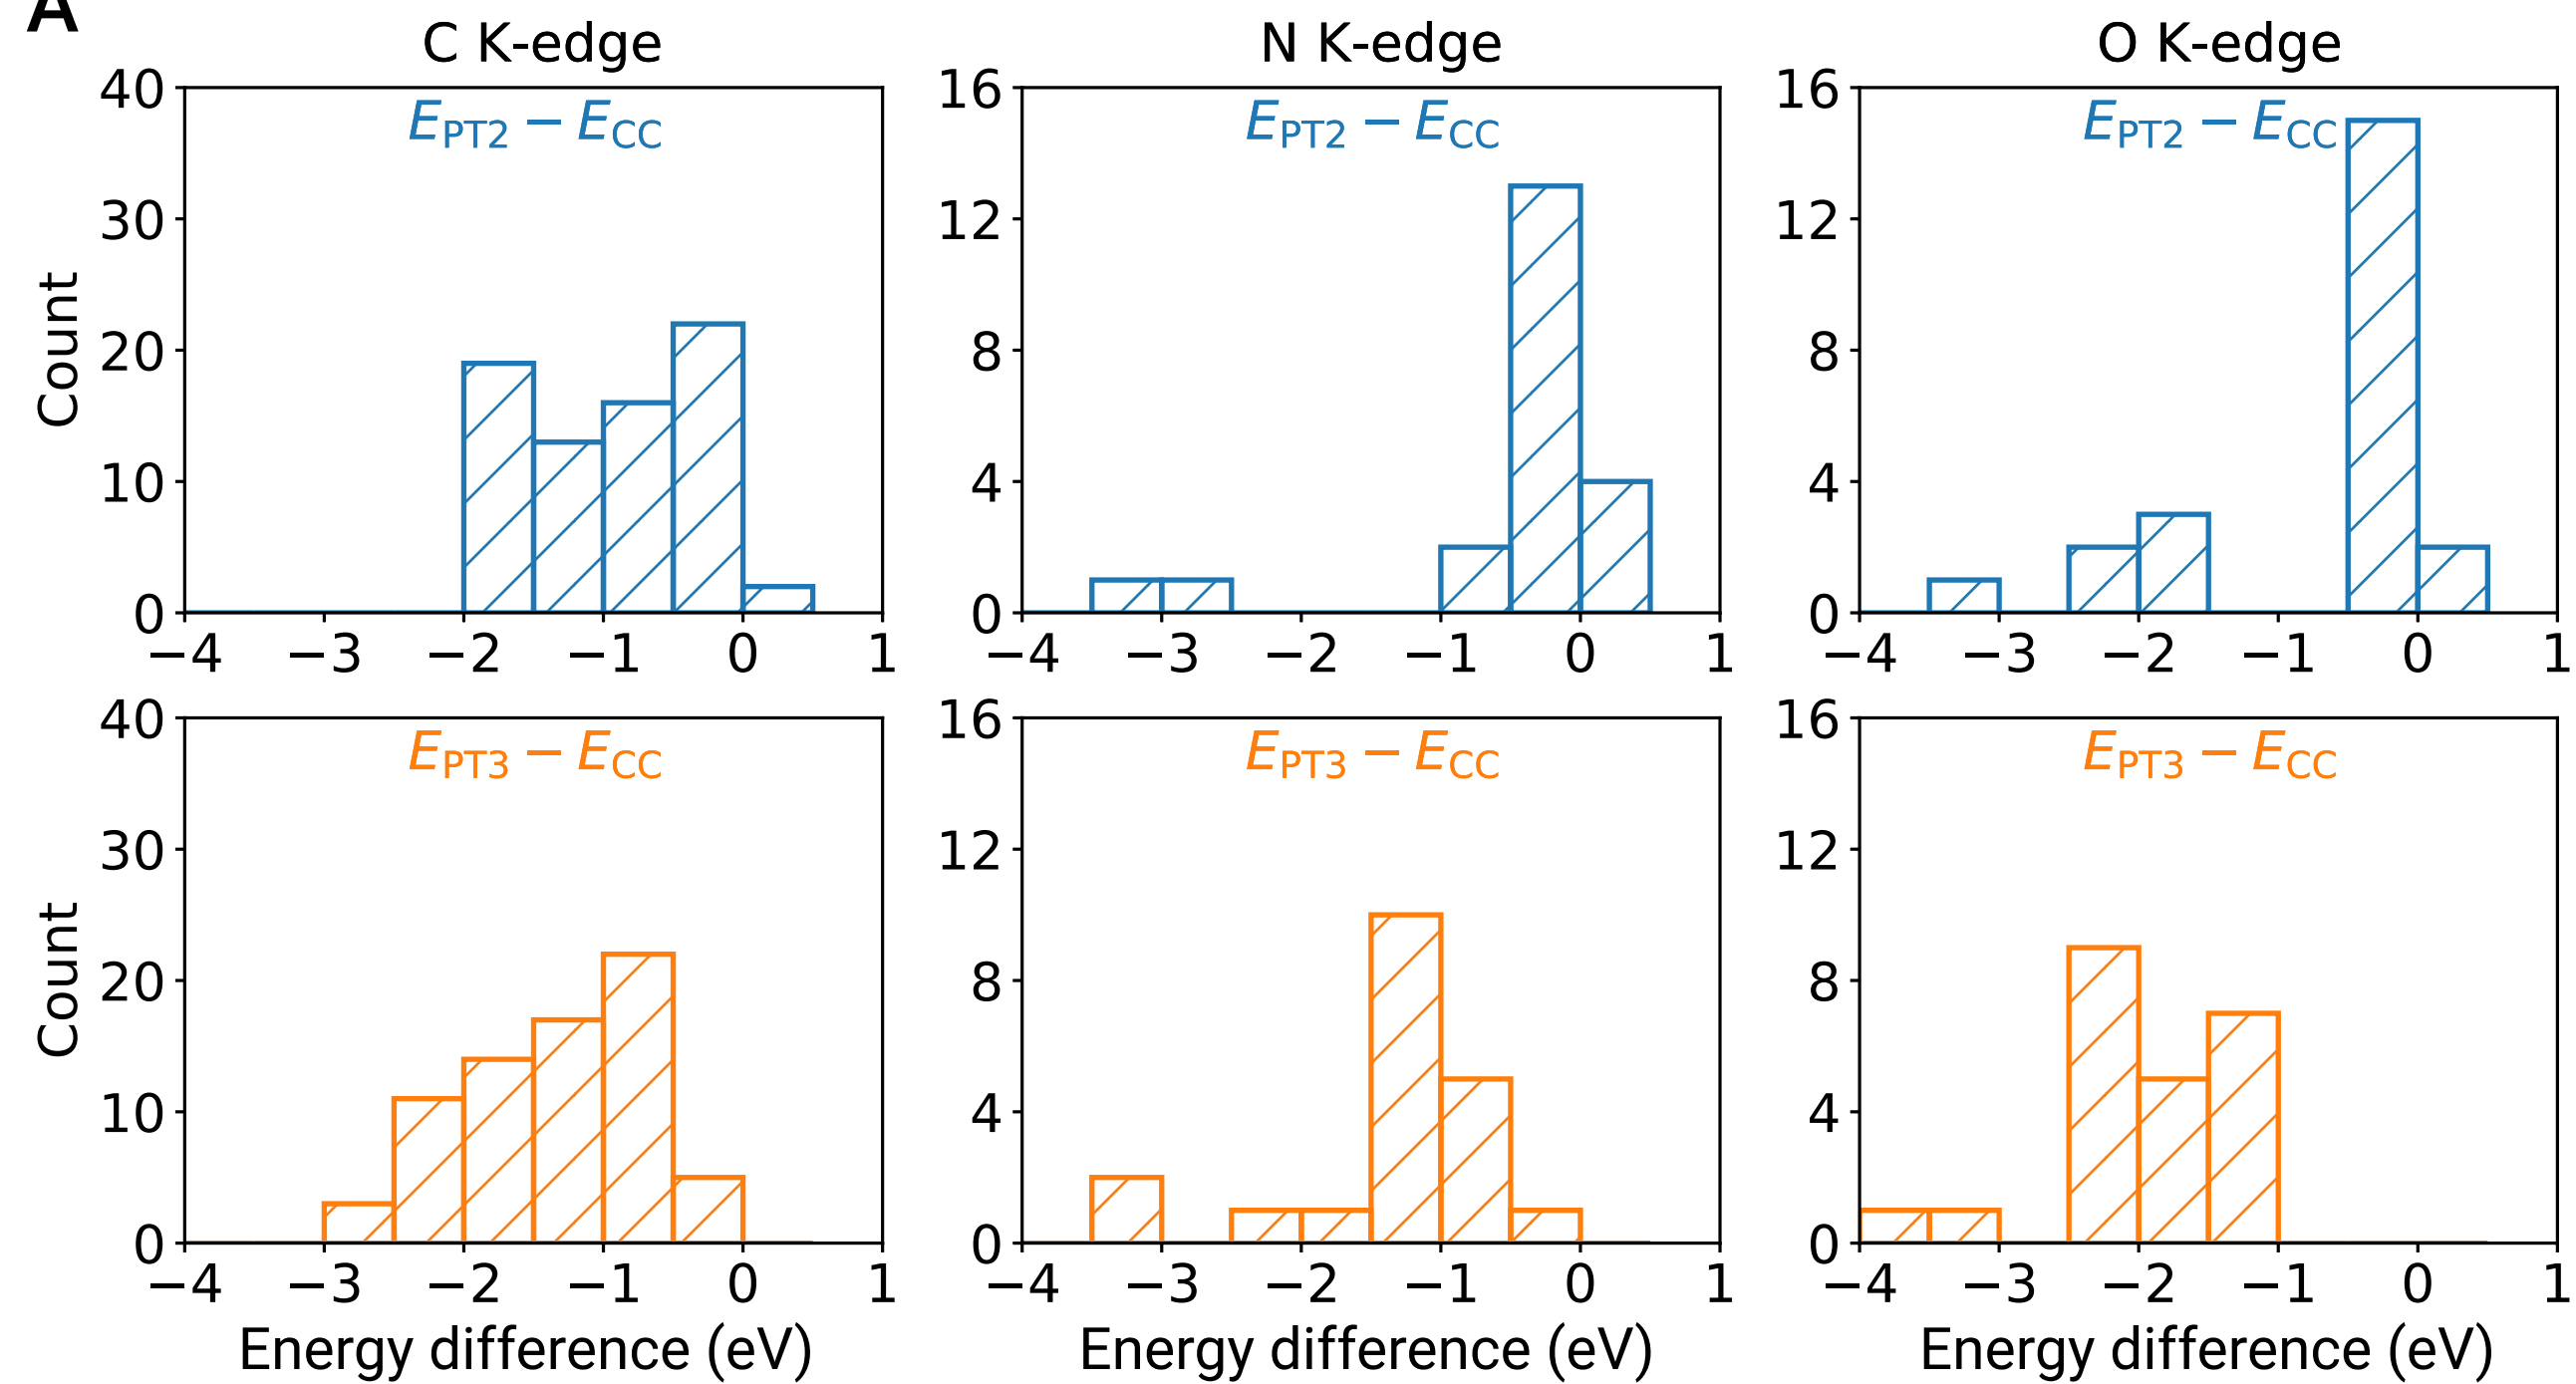 A
C K-edge
N K-edge
O K-edge
40
30
20
10
0
Count
E_PT2 − E_CC
−4 −3 −2 −1 0 1
16
12
8
4
0
E_PT2 − E_CC
−4 −3 −2 −1 0 1
16
12
8
4
0
E_PT2 − E_CC
−4 −3 −2 −1 0 1
40
30
20
10
0
Count
E_PT3 − E_CC
−4 −3 −2 −1 0 1
Energy difference (eV)
16
12
8
4
0
E_PT3 − E_CC
−4 −3 −2 −1 0 1
Energy difference (eV)
16
12
8
4
0
E_PT3 − E_CC
−4 −3 −2 −1 0 1
Energy difference (eV)